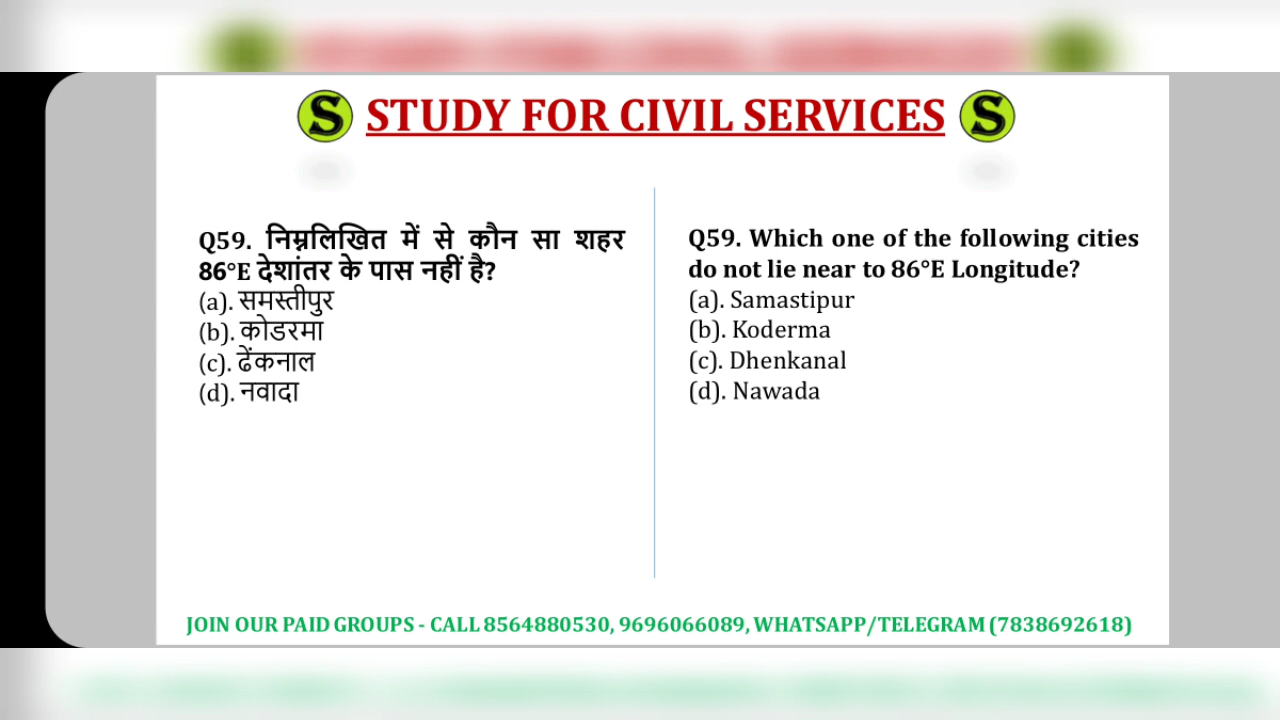 S STUDY FOR CIVIL SERVICES S
Q59. निम्नलिखित में से कौन सा शहर
86°E देशांतर के पास नहीं है?
(a). समस्तीपुर
(b). कोडरमा
(c). ढेंकनाल
(d). नवादा
Q59. Which one of the following cities
do not lie near to 86°E Longitude?
(a). Samastipur
(b). Koderma
(c). Dhenkanal
(d). Nawada
JOIN OUR PAID GROUPS - CALL 8564880530, 9696066089, WHATSAPP/TELEGRAM (7838692618)